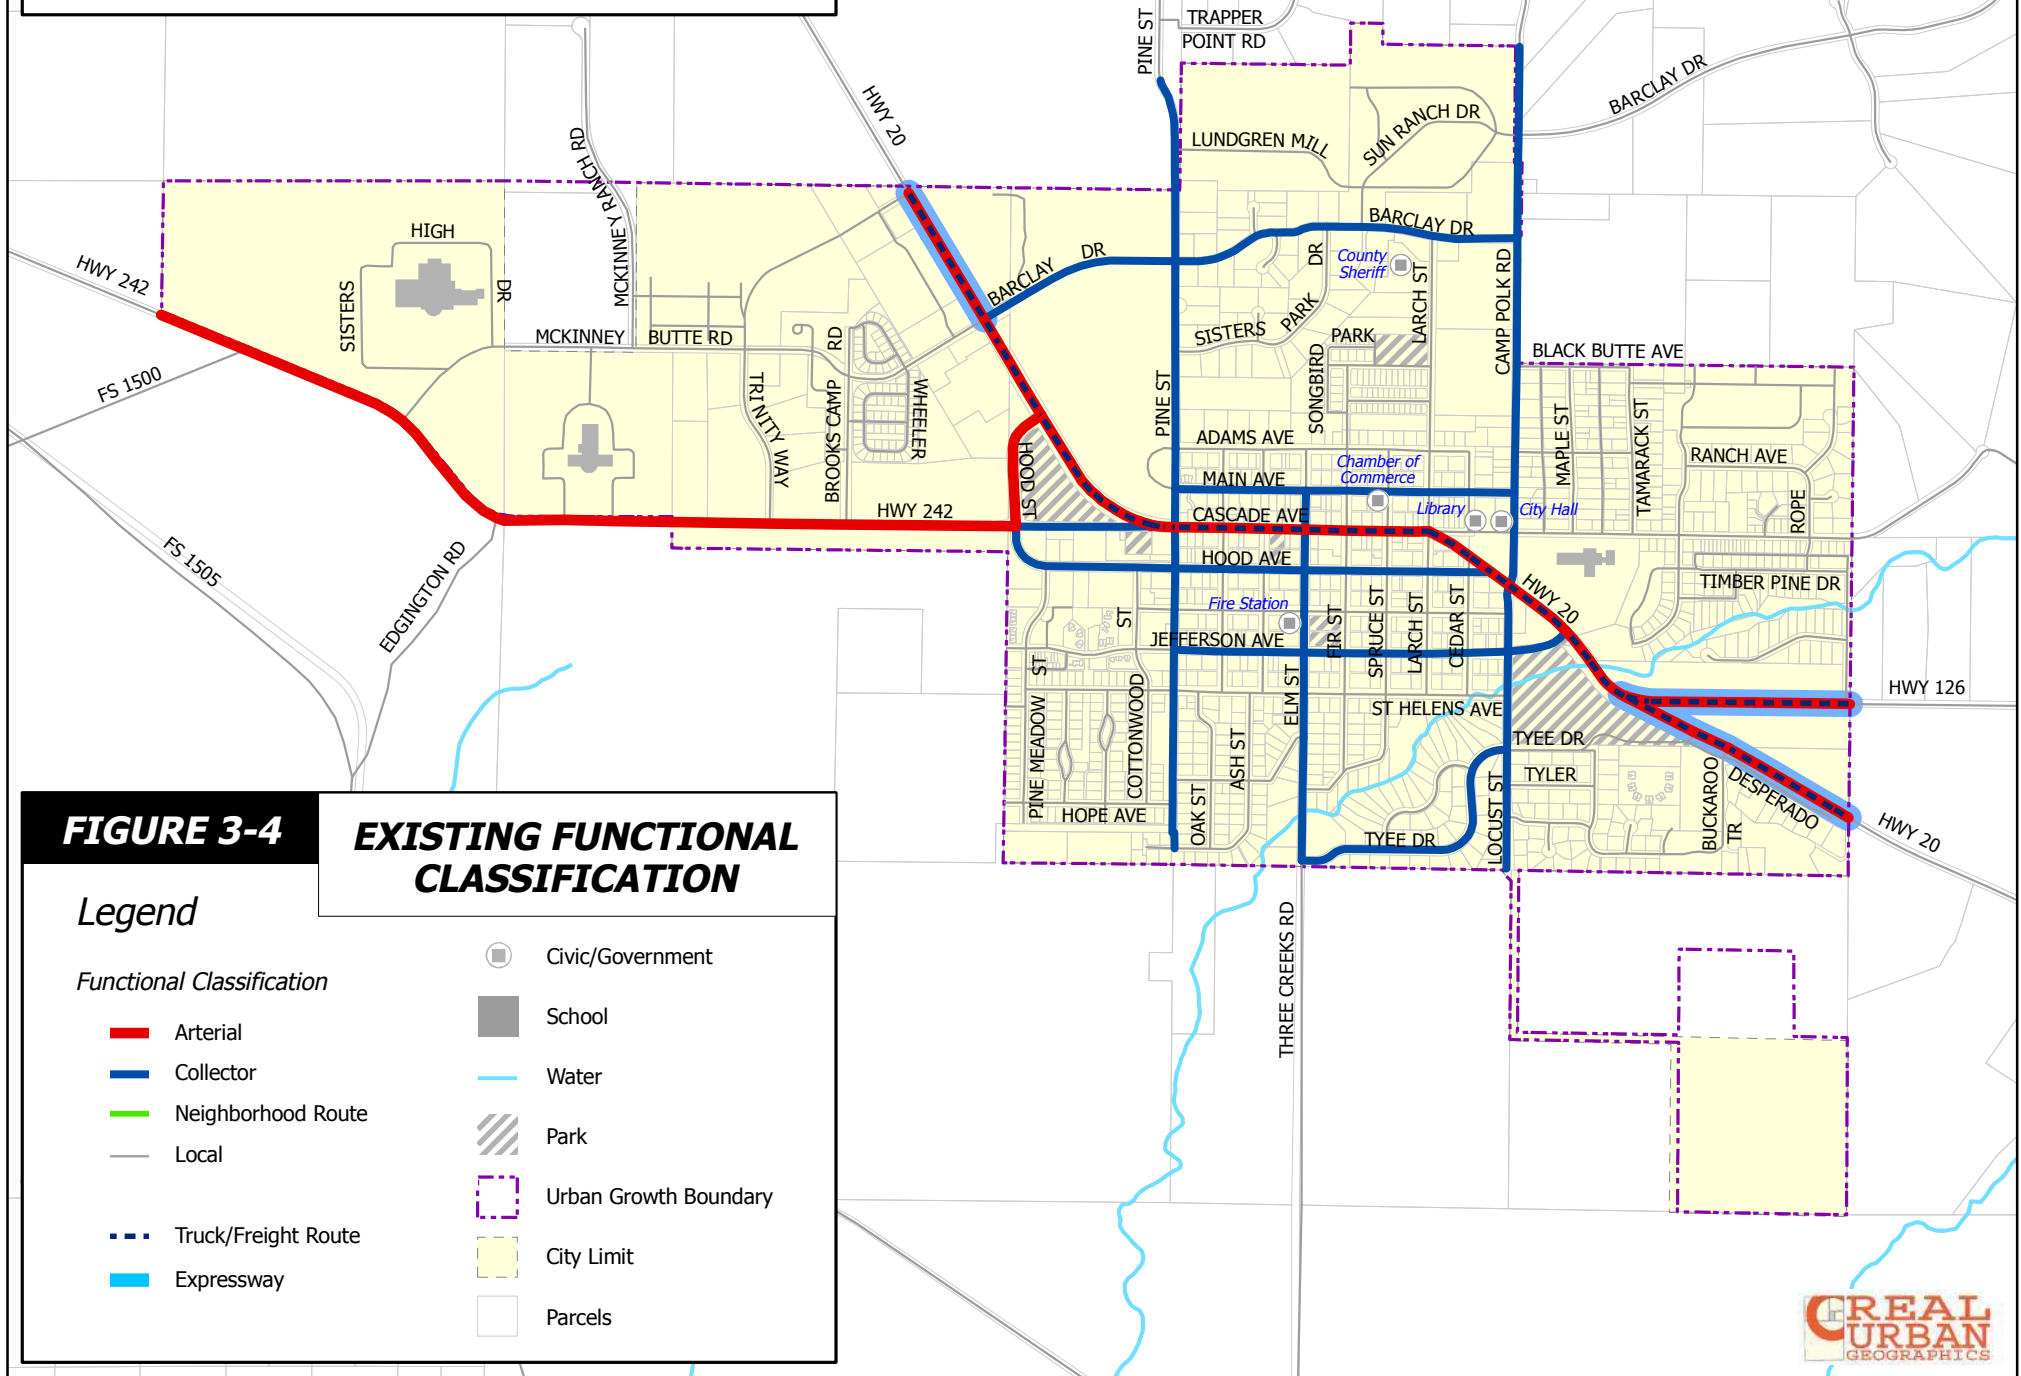 TRAPPER
POINT RD
PINE ST
HWY 20
BARCLAY DR
SUN RANCH DR
LUNDGREN MILL
MCKINNEY RANCH RD
HIGH
DR
SISTERS
HWY 242
BARCLAY DR
DR
BARCLAY
County
Sheriff
DR
PARK
SISTERS
LARCH ST
CAMP POLK RD
MCKINNEY
BUTTE RD
RD
BROOKS CAMP
PARK
SONGBIRD
BLACK BUTTE AVE
FS 1500
TRINITY WAY
WHEELER
PINE ST
MAPLE ST
TAMARACK ST
ADAMS AVE
RANCH AVE
Chamber of
Commerce
HOOD ST
MAIN AVE
HWY 242
CASCADE AVE
Library
City Hall
ROPE
FS 1505
EDGINGTON RD
HOOD AVE
HWY 20
TIMBER PINE DR
Fire Station
ST
JEFFERSON AVE
FIR ST
SPRUCE ST
LARCH ST
CEDAR ST
ST
PINE MEADOW
COTTONWOOD
ELM ST
ST HELENS AVE
HWY 126
ASH ST
TYEE DR
TYLER
BUCKAROO
TR
DESPERADO
HOPE AVE
OAK ST
TYEE DR
LOCUST ST
HWY 20
THREE CREEKS RD
FIGURE 3-4
EXISTING FUNCTIONAL
CLASSIFICATION
Legend
Functional Classification
Arterial
Collector
Neighborhood Route
Local
Truck/Freight Route
Expressway
Civic/Government
School
Water
Park
Urban Growth Boundary
City Limit
Parcels
REAL
URBAN
GEOGRAPHICS